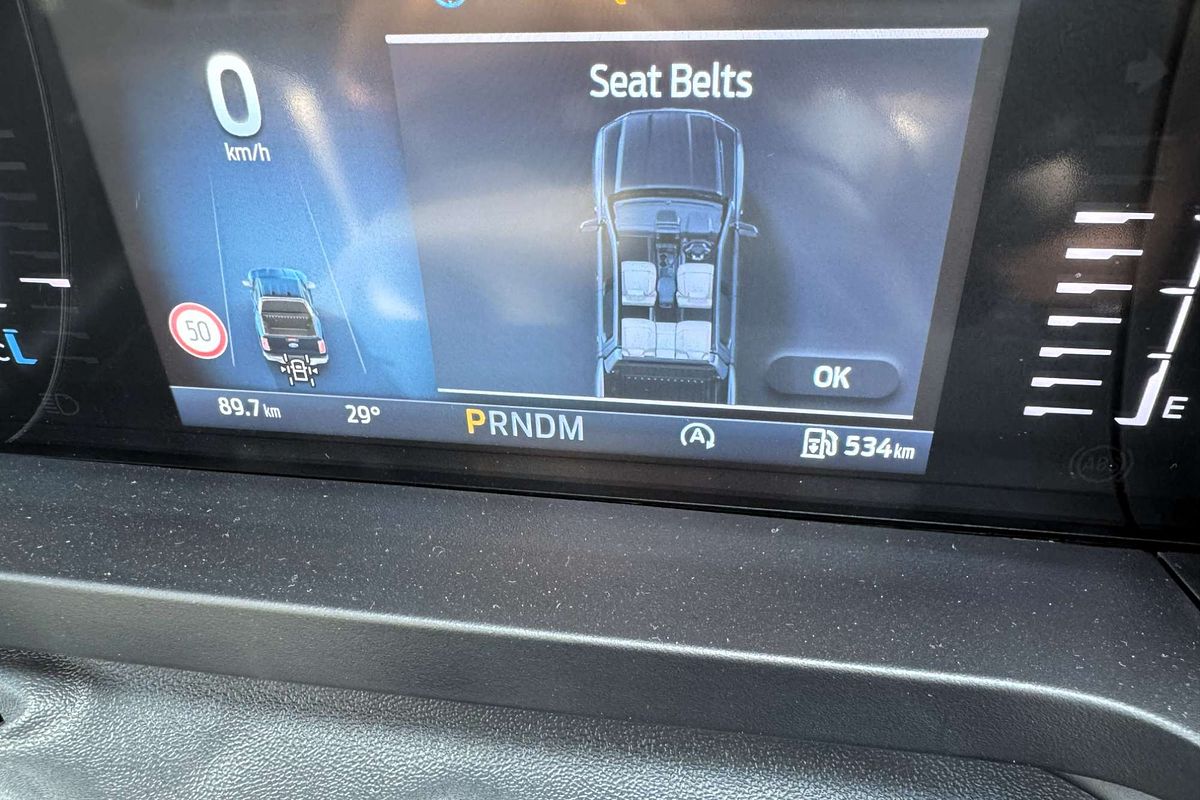 Seat Belts
0
km/h
50
OK
89.7 km
29°
PRNDM
A
534 km
E